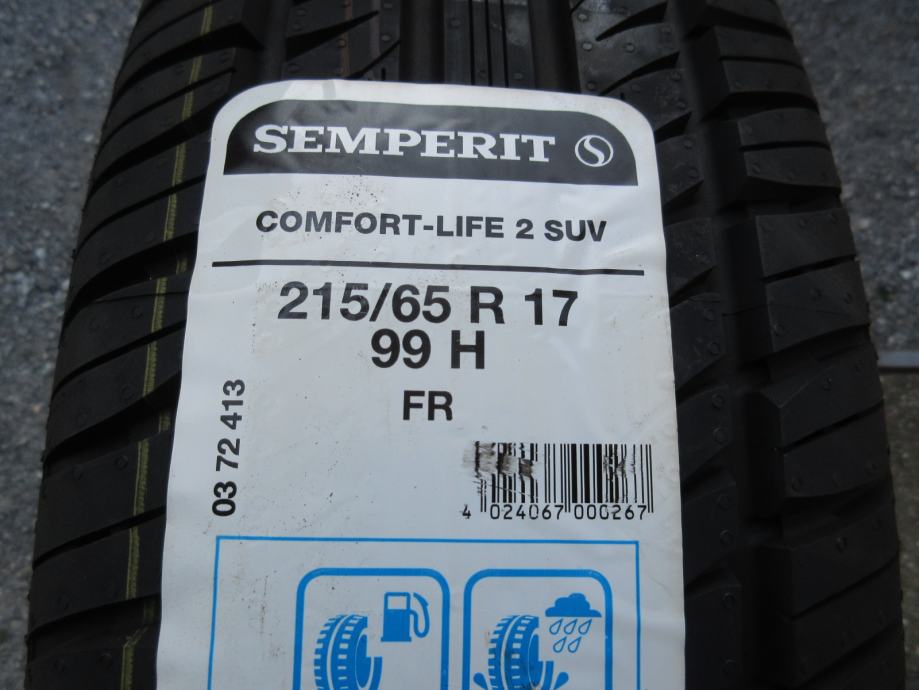 SEMPERIT
COMFORT-LIFE 2 SUV
215/65 R 17
99 H
FR
03 72 413
4 024067 000267